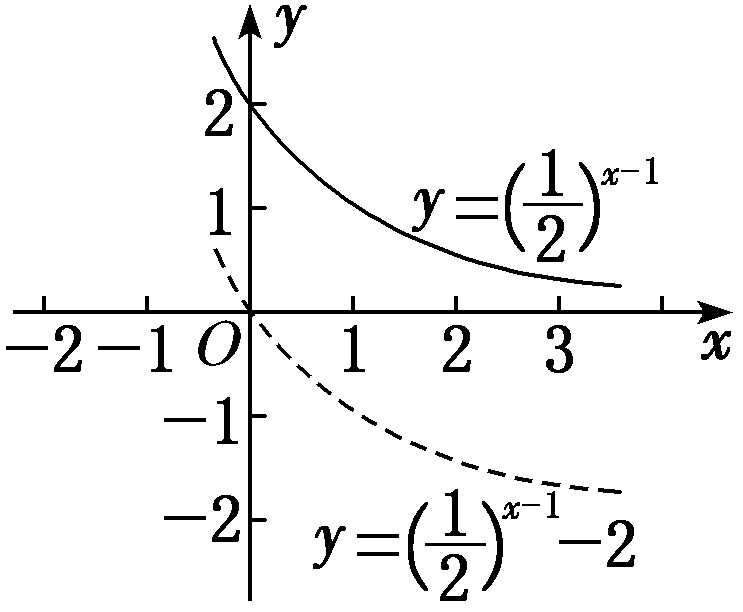 y
2
1
y=(1/2)^{x-1}
-2 -1 O 1 2 3 x
-1
-2
y=(1/2)^{x-1}-2